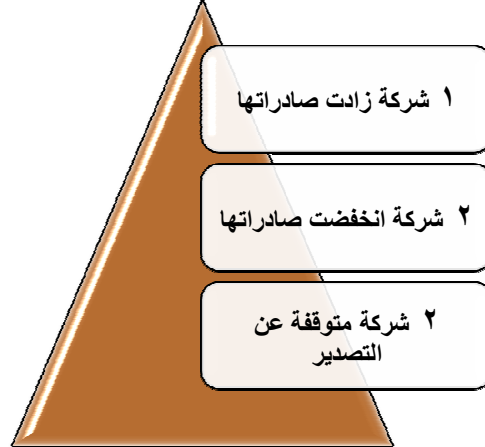 ١ شركة زادت صادراتها
٢ شركة انخفضت صادراتها
٢ شركة متوقفة عن
التصدير